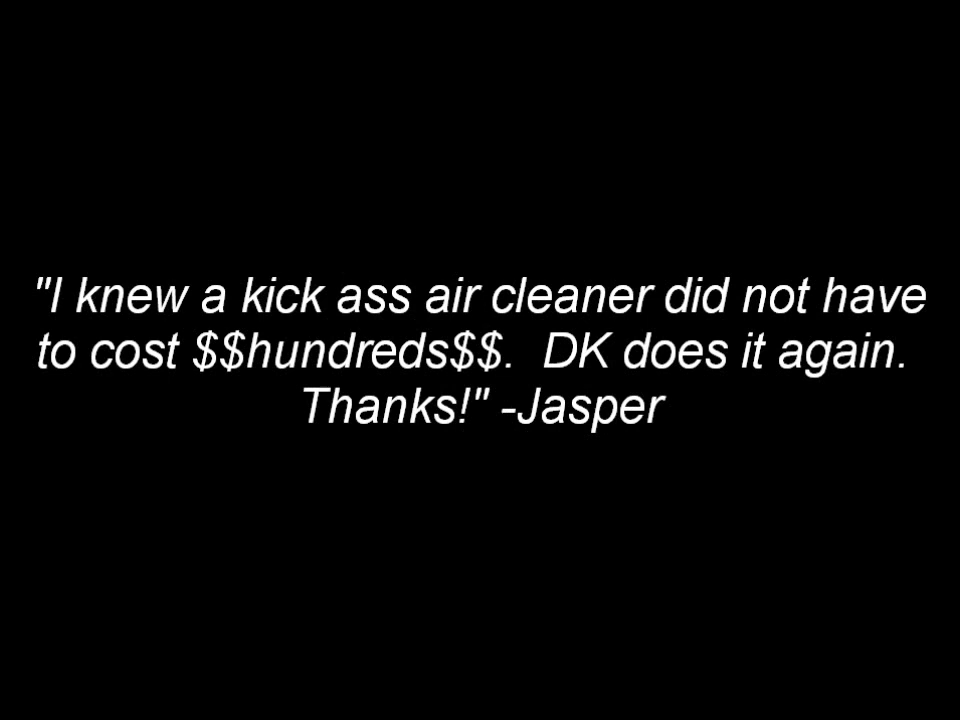 "I knew a kick ass air cleaner did not have
to cost $$hundreds$$.  DK does it again.
Thanks!" -Jasper